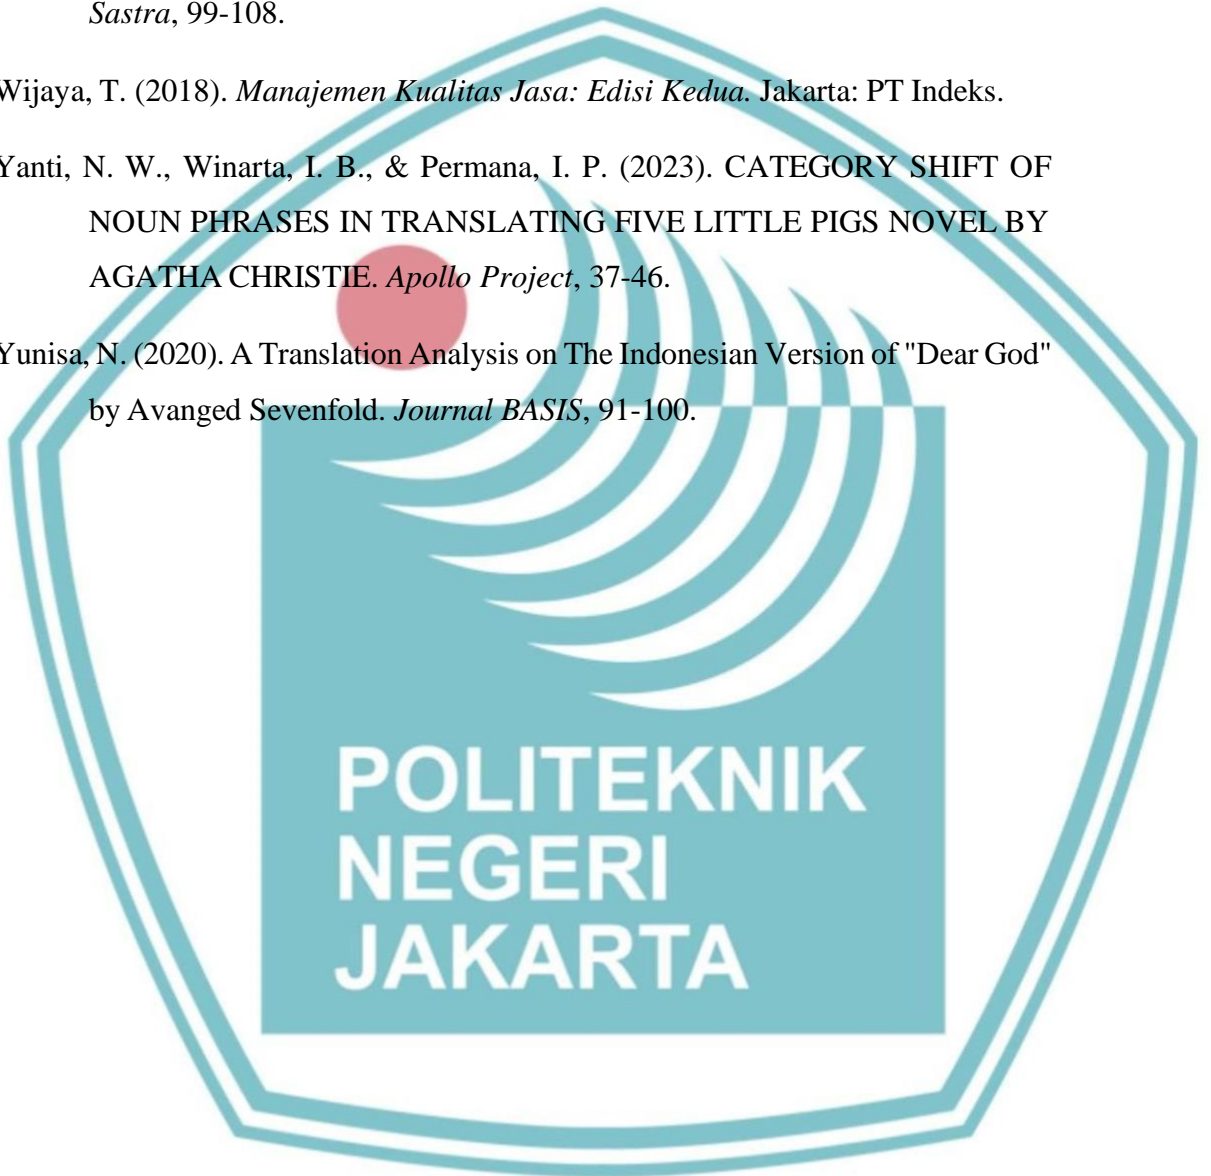 Sastra, 99-108.
Wijaya, T. (2018). Manajemen Kualitas Jasa: Edisi Kedua. Jakarta: PT Indeks.
Yanti, N. W., Winarta, I. B., & Permana, I. P. (2023). CATEGORY SHIFT OF
NOUN PHRASES IN TRANSLATING FIVE LITTLE PIGS NOVEL BY
AGATHA CHRISTIE. Apollo Project, 37-46.
Yunisa, N. (2020). A Translation Analysis on The Indonesian Version of "Dear God"
by Avanged Sevenfold. Journal BASIS, 91-100.
POLITEKNIK
NEGERI
JAKARTA